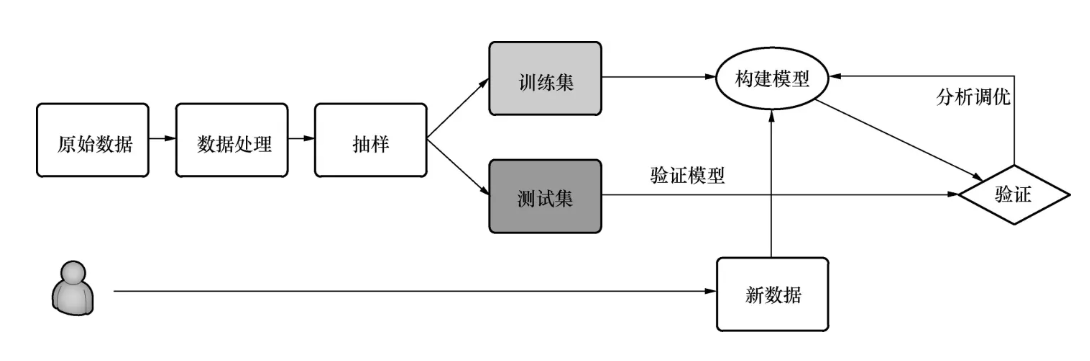 原始数据
数据处理
抽样
训练集
测试集
构建模型
分析调优
验证模型
验证
新数据